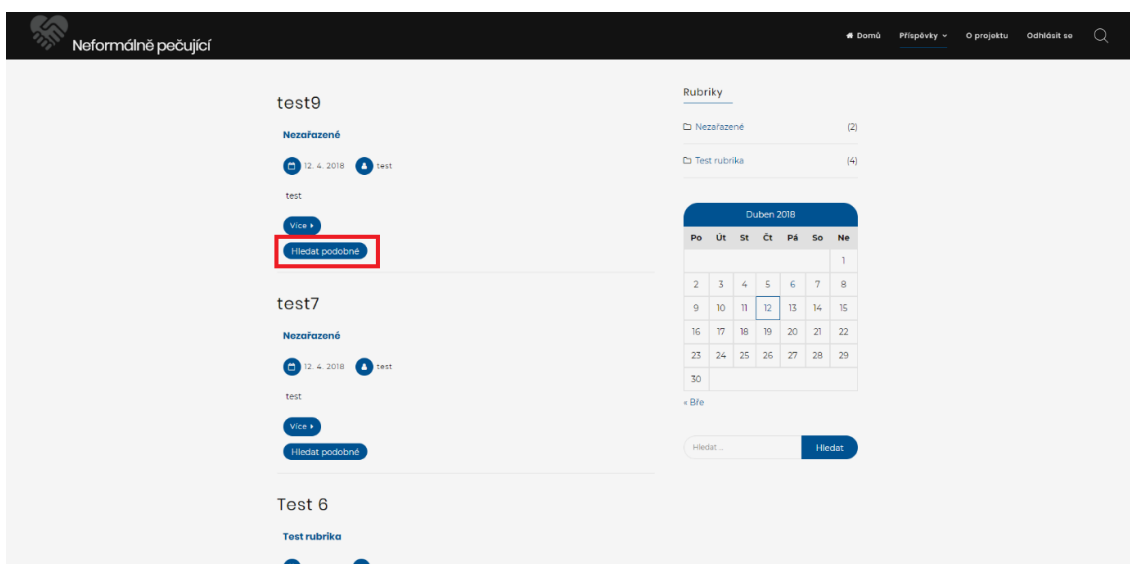 Neformálně pečující
Domů Příspěvky O projektu Odhlásit se
test9
Nezařazené
12. 4. 2018 test
test
Více
Hledat podobné
test7
Nezařazené
12. 4. 2018 test
test
Více
Hledat podobné
Test 6
Test rubrika
Rubriky
Nezařazené (2)
Test rubrika (4)
Duben 2018
Po Út St Čt Pá So Ne
1
2 3 4 5 6 7 8
9 10 11 12 13 14 15
16 17 18 19 20 21 22
23 24 25 26 27 28 29
30
« Bře
Hledat …
Hledat